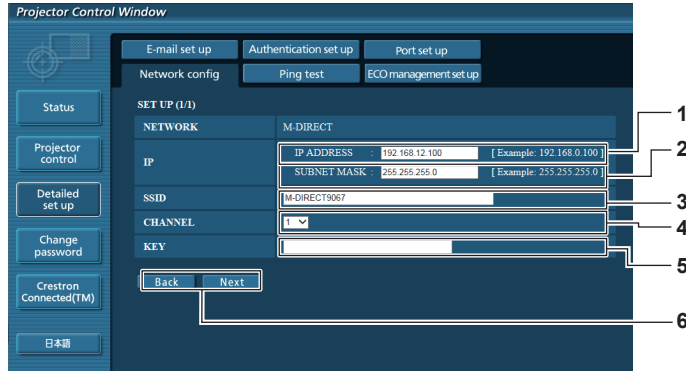 Projector Control Window
E-mail set up Authentication set up Port set up
Network config Ping test ECO management set up
Status
Projector control
Detailed set up
Change password
Crestron Connected(TM)
日本語
SET UP (1/1)
NETWORK M-DIRECT
IP
IP ADDRESS : 192.168.12.100 [ Example: 192.168.0.100 ]
SUBNET MASK : 255.255.255.0 [ Example: 255.255.255.0 ]
SSID M-DIRECT9067
CHANNEL 1
KEY
Back Next
1
2
3
4
5
6